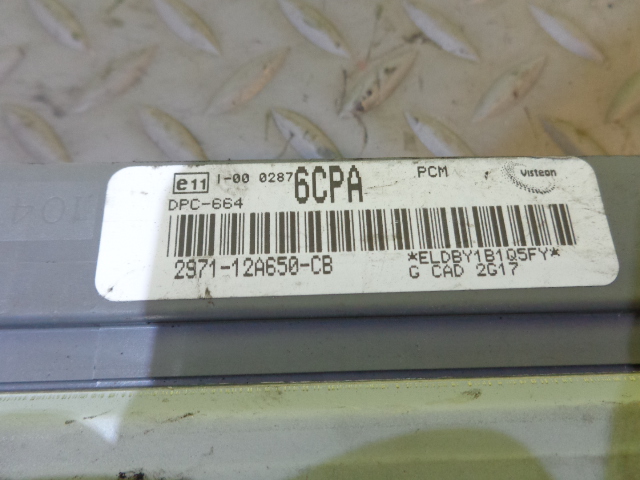 e11 I-00 0287 6CPA PCM visteon
DPC-664
2S71-12A650-CB *ELDBY1B1Q5FY*
G CAD 2G17